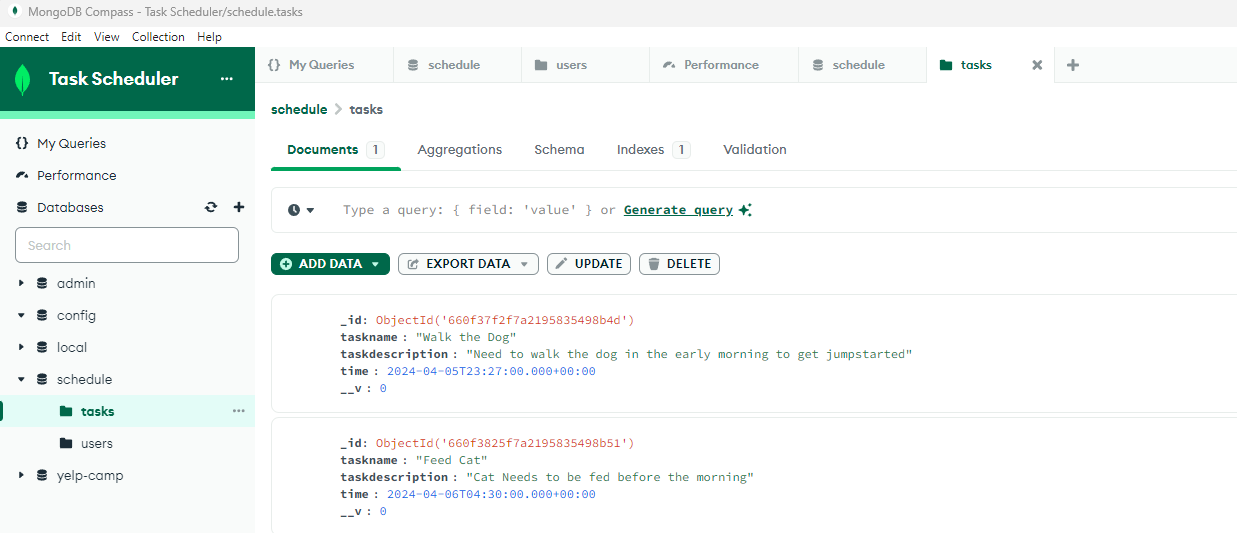 MongoDB Compass - Task Scheduler/schedule.tasks
Connect Edit View Collection Help
Task Scheduler ...
{} My Queries
Performance
Databases
Search
admin
config
local
schedule
tasks ...
users
yelp-camp
{} My Queries schedule users Performance schedule tasks × +
schedule > tasks
Documents 1 Aggregations Schema Indexes 1 Validation
Type a query: { field: 'value' } or Generate query
ADD DATA EXPORT DATA UPDATE DELETE
_id: ObjectId('660f37f2f7a2195835498b4d')
taskname : "Walk the Dog"
taskdescription : "Need to walk the dog in the early morning to get jumpstarted"
time : 2024-04-05T23:27:00.000+00:00
__v : 0
_id: ObjectId('660f3825f7a2195835498b51')
taskname : "Feed Cat"
taskdescription : "Cat Needs to be fed before the morning"
time : 2024-04-06T04:30:00.000+00:00
__v : 0